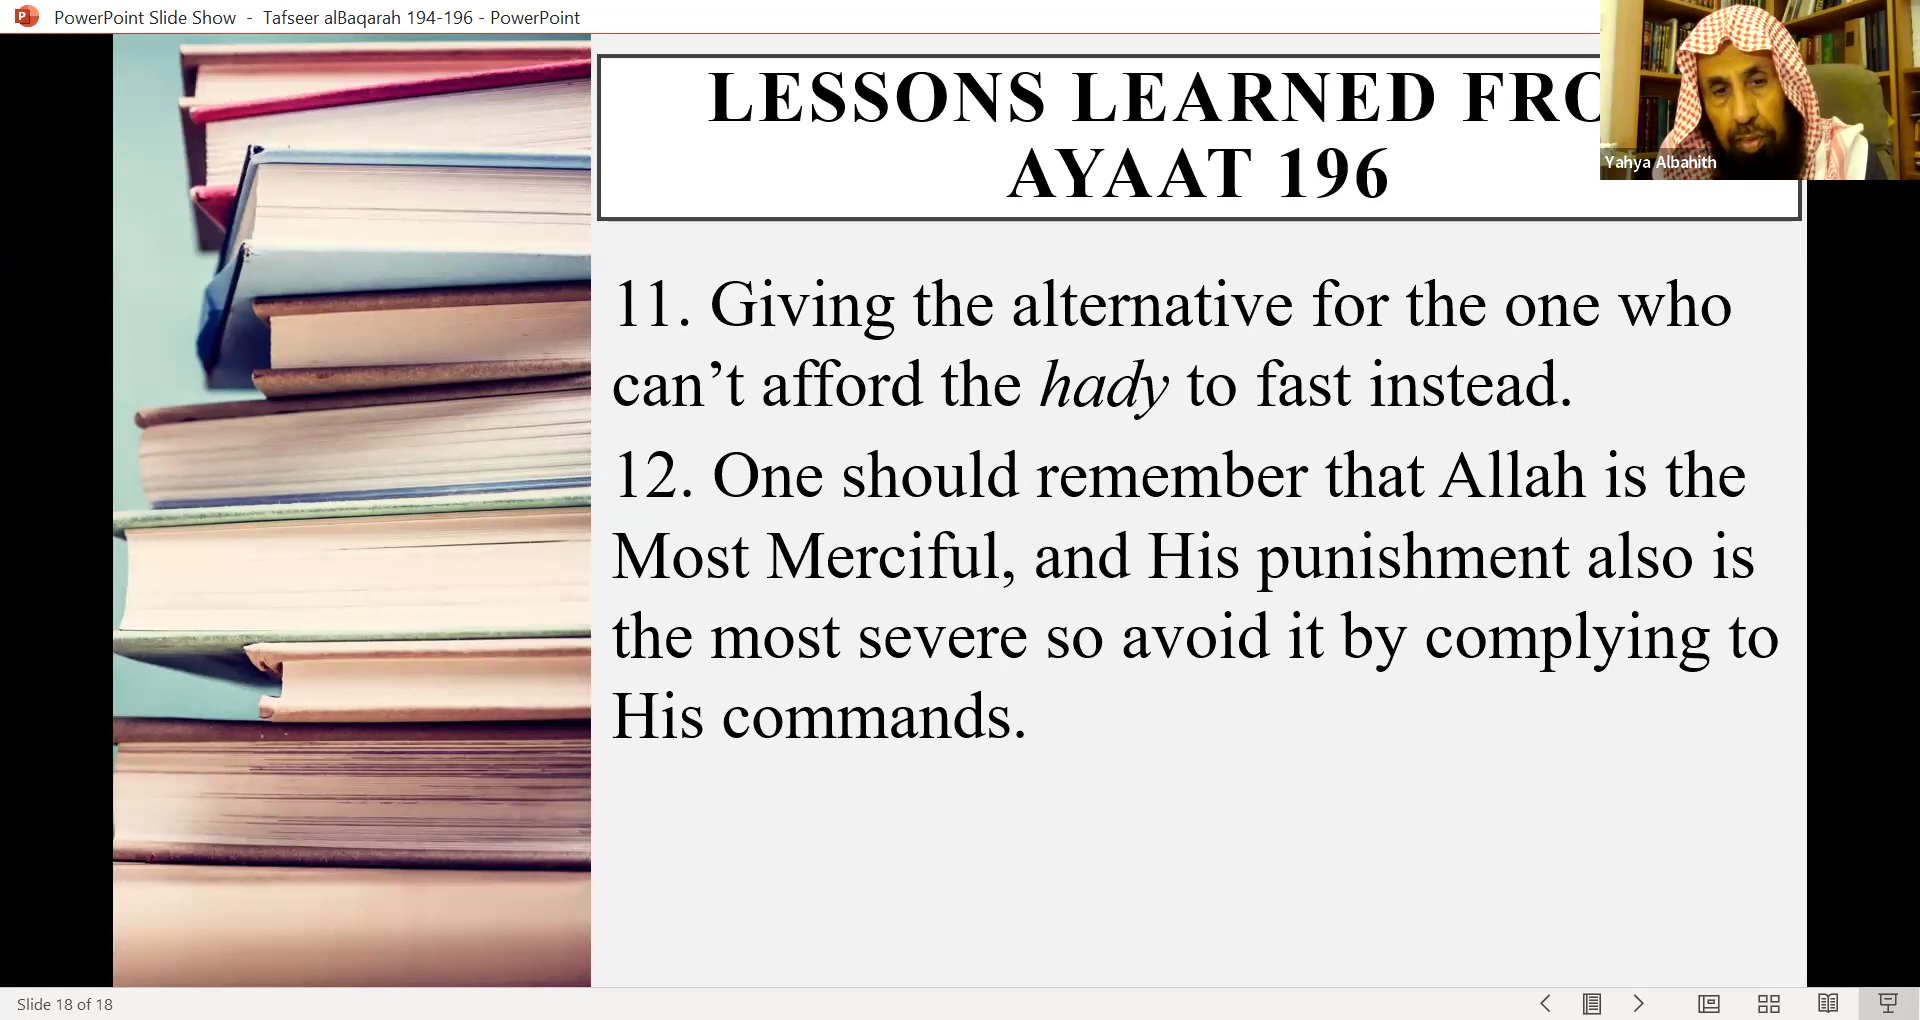 PowerPoint Slide Show - Tafseer alBaqarah 194-196 - PowerPoint
LESSONS LEARNED FRO
AYAAT 196
Yahya Albahith
11. Giving the alternative for the one who
can’t afford the hady to fast instead.
12. One should remember that Allah is the
Most Merciful, and His punishment also is
the most severe so avoid it by complying to
His commands.
Slide 18 of 18